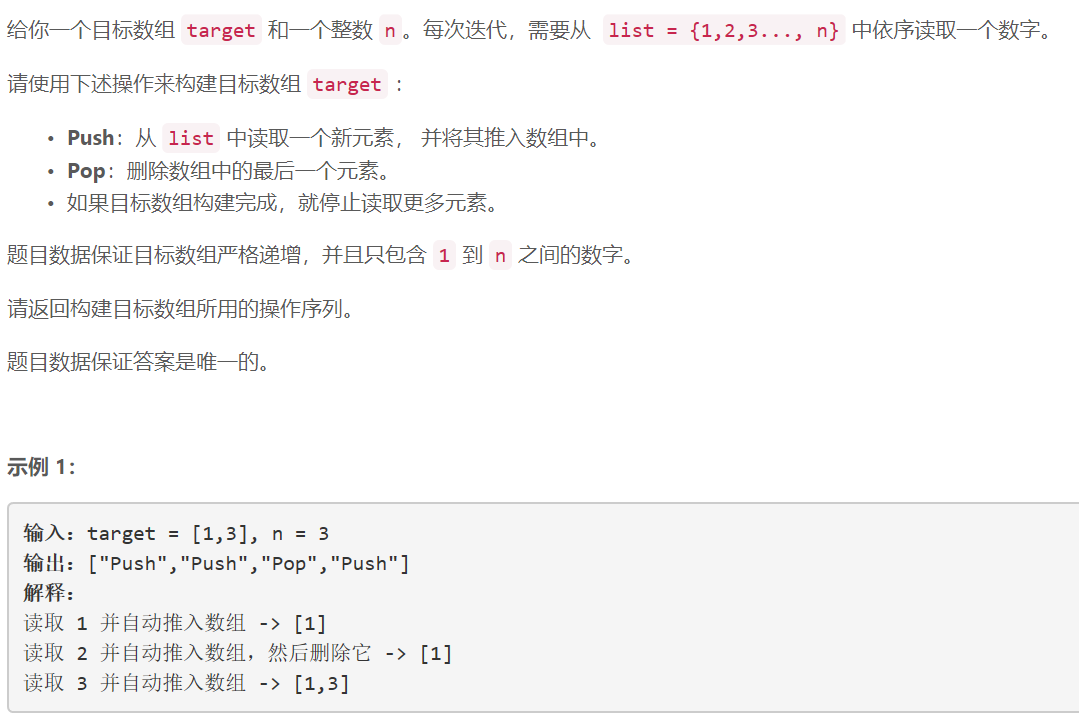 给你一个目标数组 target 和一个整数 n。每次迭代，需要从 list = {1,2,3..., n} 中依序读取一个数字。
请使用下述操作来构建目标数组 target ：
• Push：从 list 中读取一个新元素， 并将其推入数组中。
• Pop：删除数组中的最后一个元素。
• 如果目标数组构建完成，就停止读取更多元素。
题目数据保证目标数组严格递增，并且只包含 1 到 n 之间的数字。
请返回构建目标数组所用的操作序列。
题目数据保证答案是唯一的。
示例 1：
输入：target = [1,3], n = 3
输出：["Push","Push","Pop","Push"]
解释：
读取 1 并自动推入数组 -> [1]
读取 2 并自动推入数组，然后删除它 -> [1]
读取 3 并自动推入数组 -> [1,3]